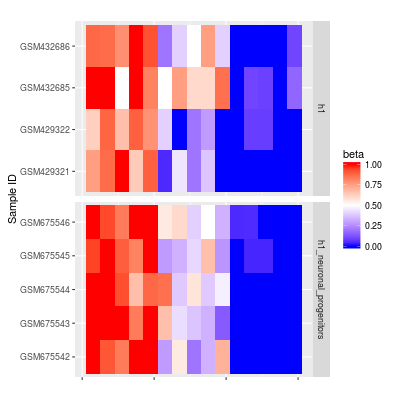 GSM432686
GSM432685
GSM429322
GSM429321
h1
GSM675546
GSM675545
GSM675544
GSM675543
GSM675542
h1_neuronal_progenitors
Sample ID
beta
1.00
0.75
0.50
0.25
0.00